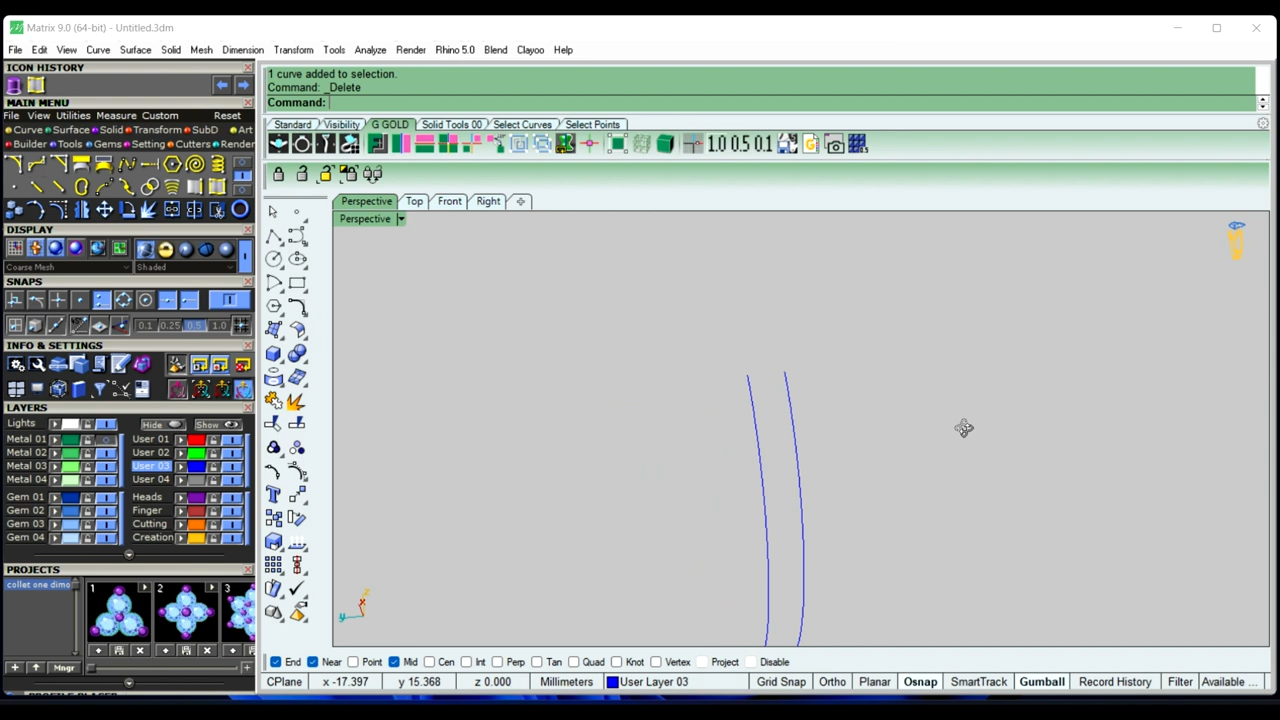 Matrix 9.0 (64-bit) - Untitled.3dm
File Edit View Curve Surface Solid Mesh Dimension Transform Tools Analyze Render Rhino 5.0 Blend Clayoo Help
ICON HISTORY
MAIN MENU
File View Utilities Measure Custom Reset
Curve Surface Solid Transform SubD Art
Builder Tools Gems Setting Cutters Render
DISPLAY
Coarse Mesh Shaded
SNAPS
0.1 0.25 0.5 1.0
INFO & SETTINGS
LAYERS
Lights Hide Show
Metal 01 User 01
Metal 02 User 02
Metal 03 User 03
Metal 04 User 04
Gem 01 Heads
Gem 02 Finger
Gem 03 Cutting
Gem 04 Creation
PROJECTS
collet one dimo
1 2 3
Mngr
1 curve added to selection.
Command: _Delete
Command:
Standard Visibility G GOLD Solid Tools 00 Select Curves Select Points
1.0 0.5 0.1
Perspective Top Front Right
Perspective
z
x
y
End Near Point Mid Cen Int Perp Tan Quad Knot Vertex Project Disable
CPlane x -17.397 y 15.368 z 0.000 Millimeters User Layer 03 Grid Snap Ortho Planar Osnap SmartTrack Gumball Record History Filter Available ...